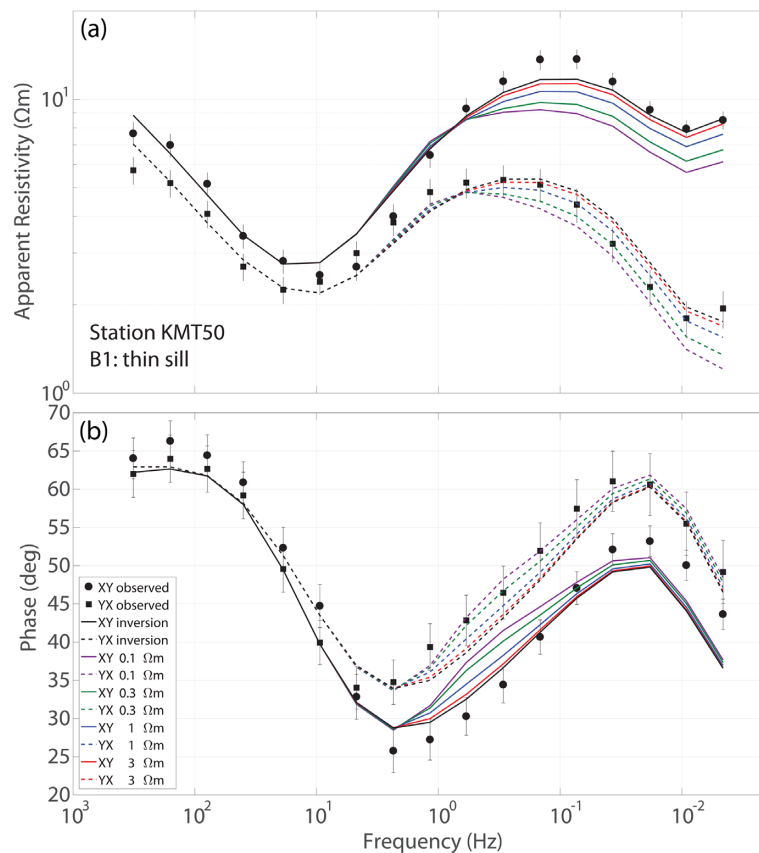 (a)
10¹
Apparent Resistivity (Ωm)
Station KMT50
B1: thin sill
10⁰
(b)
70
65
60
55
50
45
40
35
30
25
20
Phase (deg)
XY observed
YX observed
XY inversion
YX inversion
XY 0.1 Ωm
YX 0.1 Ωm
XY 0.3 Ωm
YX 0.3 Ωm
XY 1 Ωm
YX 1 Ωm
XY 3 Ωm
YX 3 Ωm
10³ 10² 10¹ 10⁰ 10⁻¹ 10⁻²
Frequency (Hz)